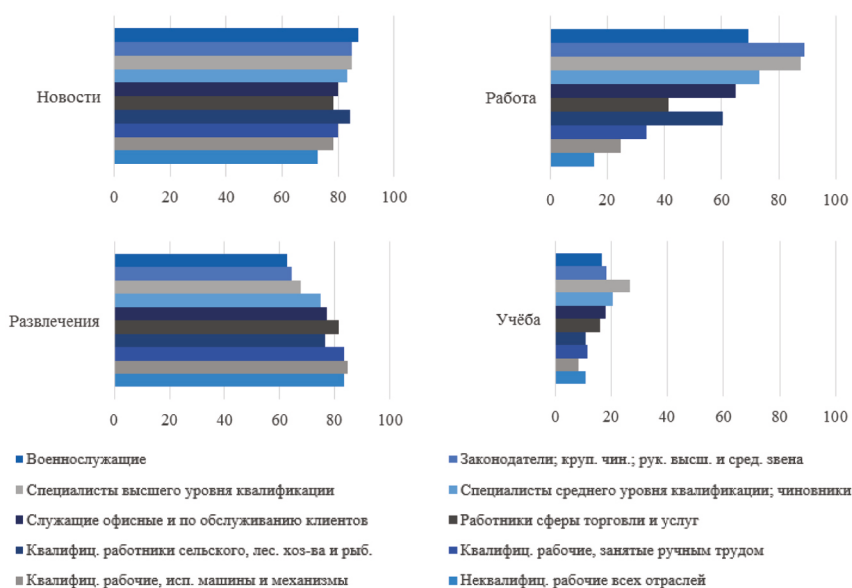 0 20 40 60 80 100
Новости
0 20 40 60 80 100
Работа
0 20 40 60 80 100
Развлечения
0 20 40 60 80 100
Учёба
Военнослужащие
Законодатели; круп. чин.; рук. высш. и сред. звена
Специалисты высшего уровня квалификации
Специалисты среднего уровня квалификации; чиновники
Служащие офисные и по обслуживанию клиентов
Работники сферы торговли и услуг
Квалифиц. работники сельского, лес. хоз-ва и рыб.
Квалифиц. рабочие, занятые ручным трудом
Квалифиц. рабочие, исп. машины и механизмы
Неквалифиц. рабочие всех отраслей